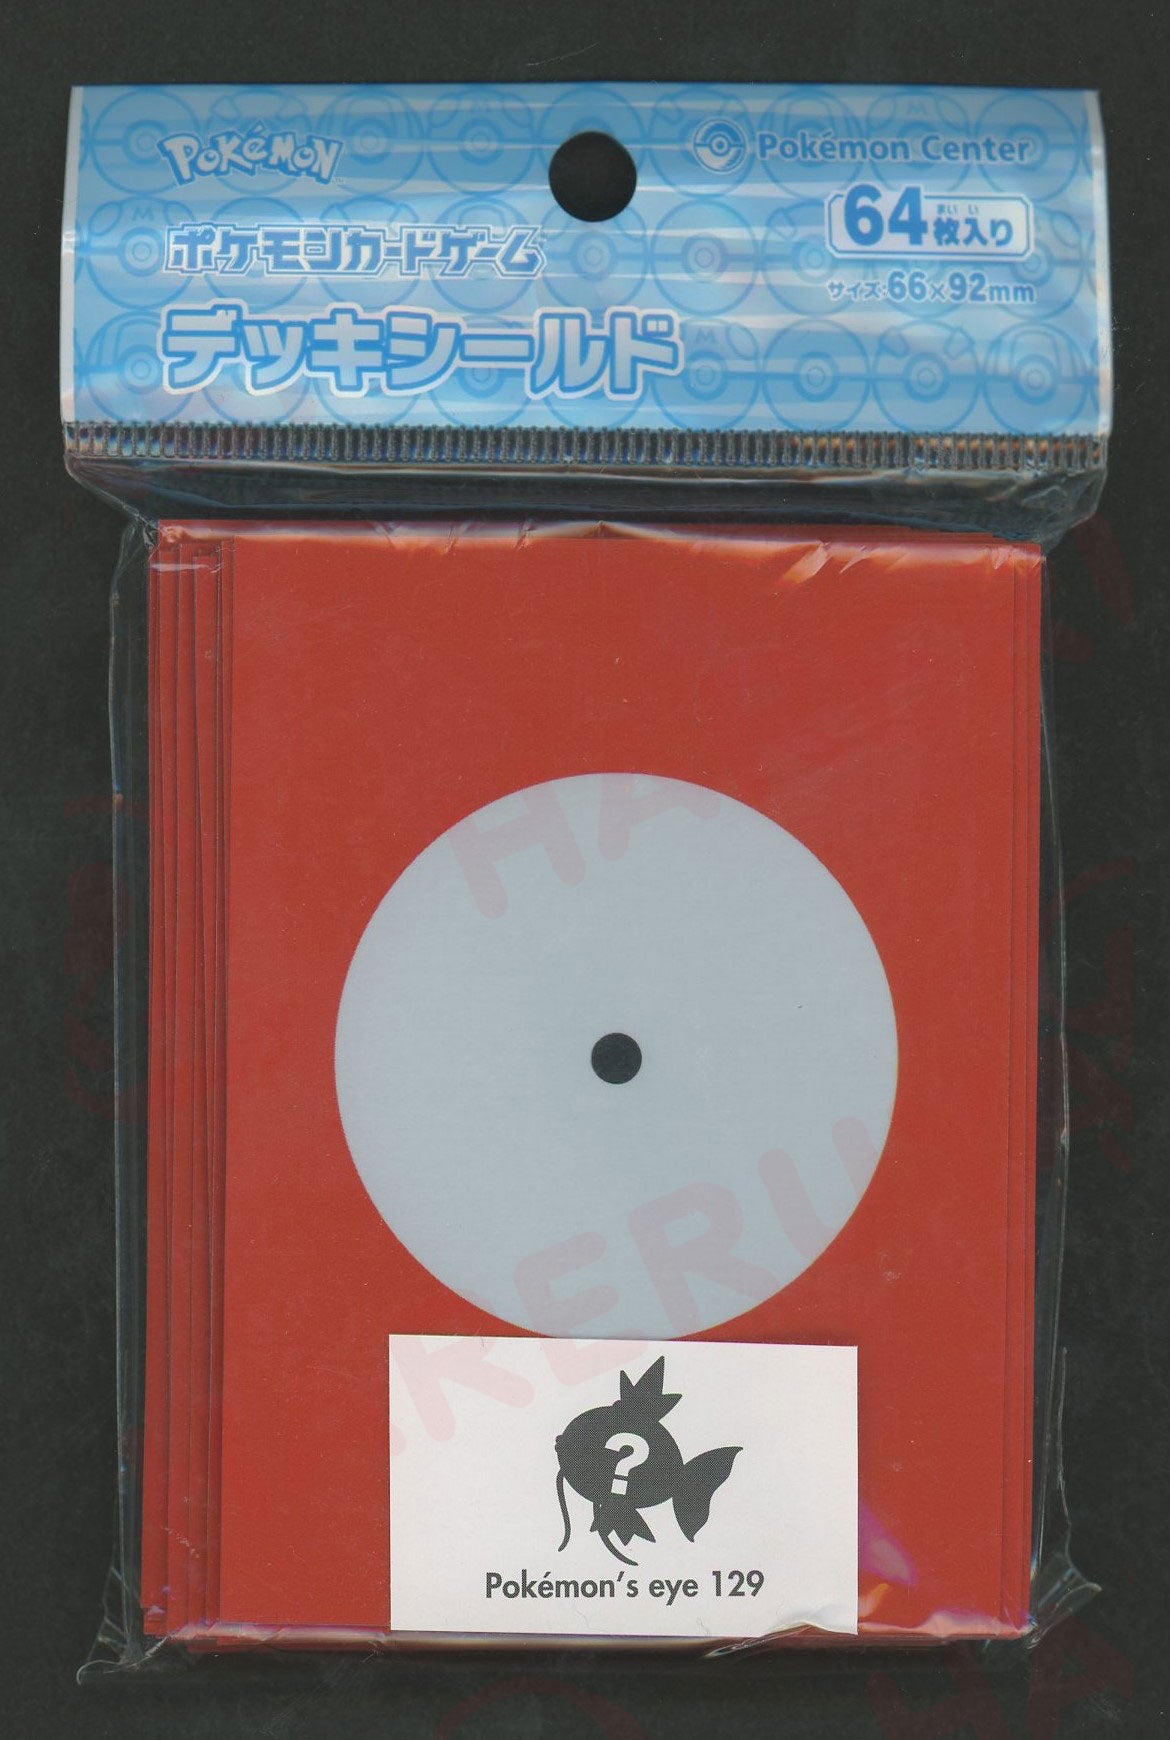 Pokémon
Pokémon Center
ポケモンカードゲーム
64枚入り
まい い
サイズ:66×92mm
デッキシールド
?
Pokémon's eye 129